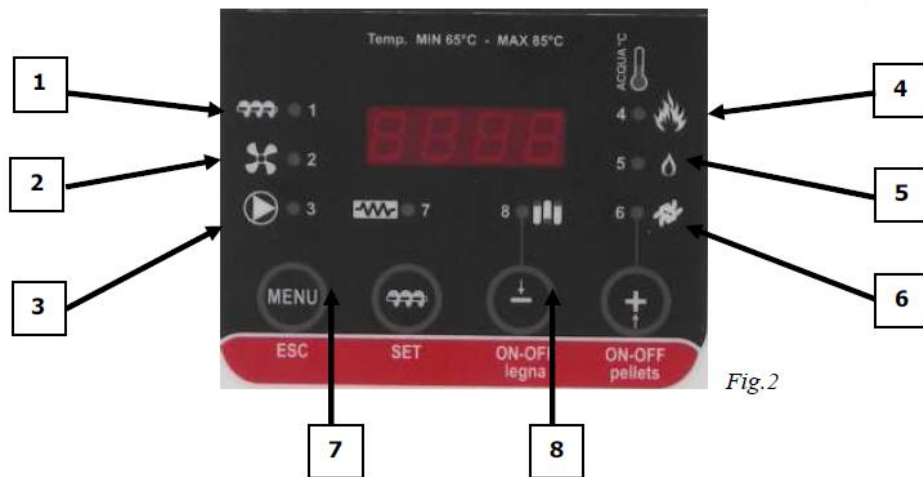 Temp. MIN 65°C - MAX 85°C
ACQUA °C
1
4
1
4
8888
2
5
2
5
3
7
8
6
3
6
MENU
-
+
ESC
SET
ON-OFF
legna
ON-OFF
pellets
Fig.2
7
8